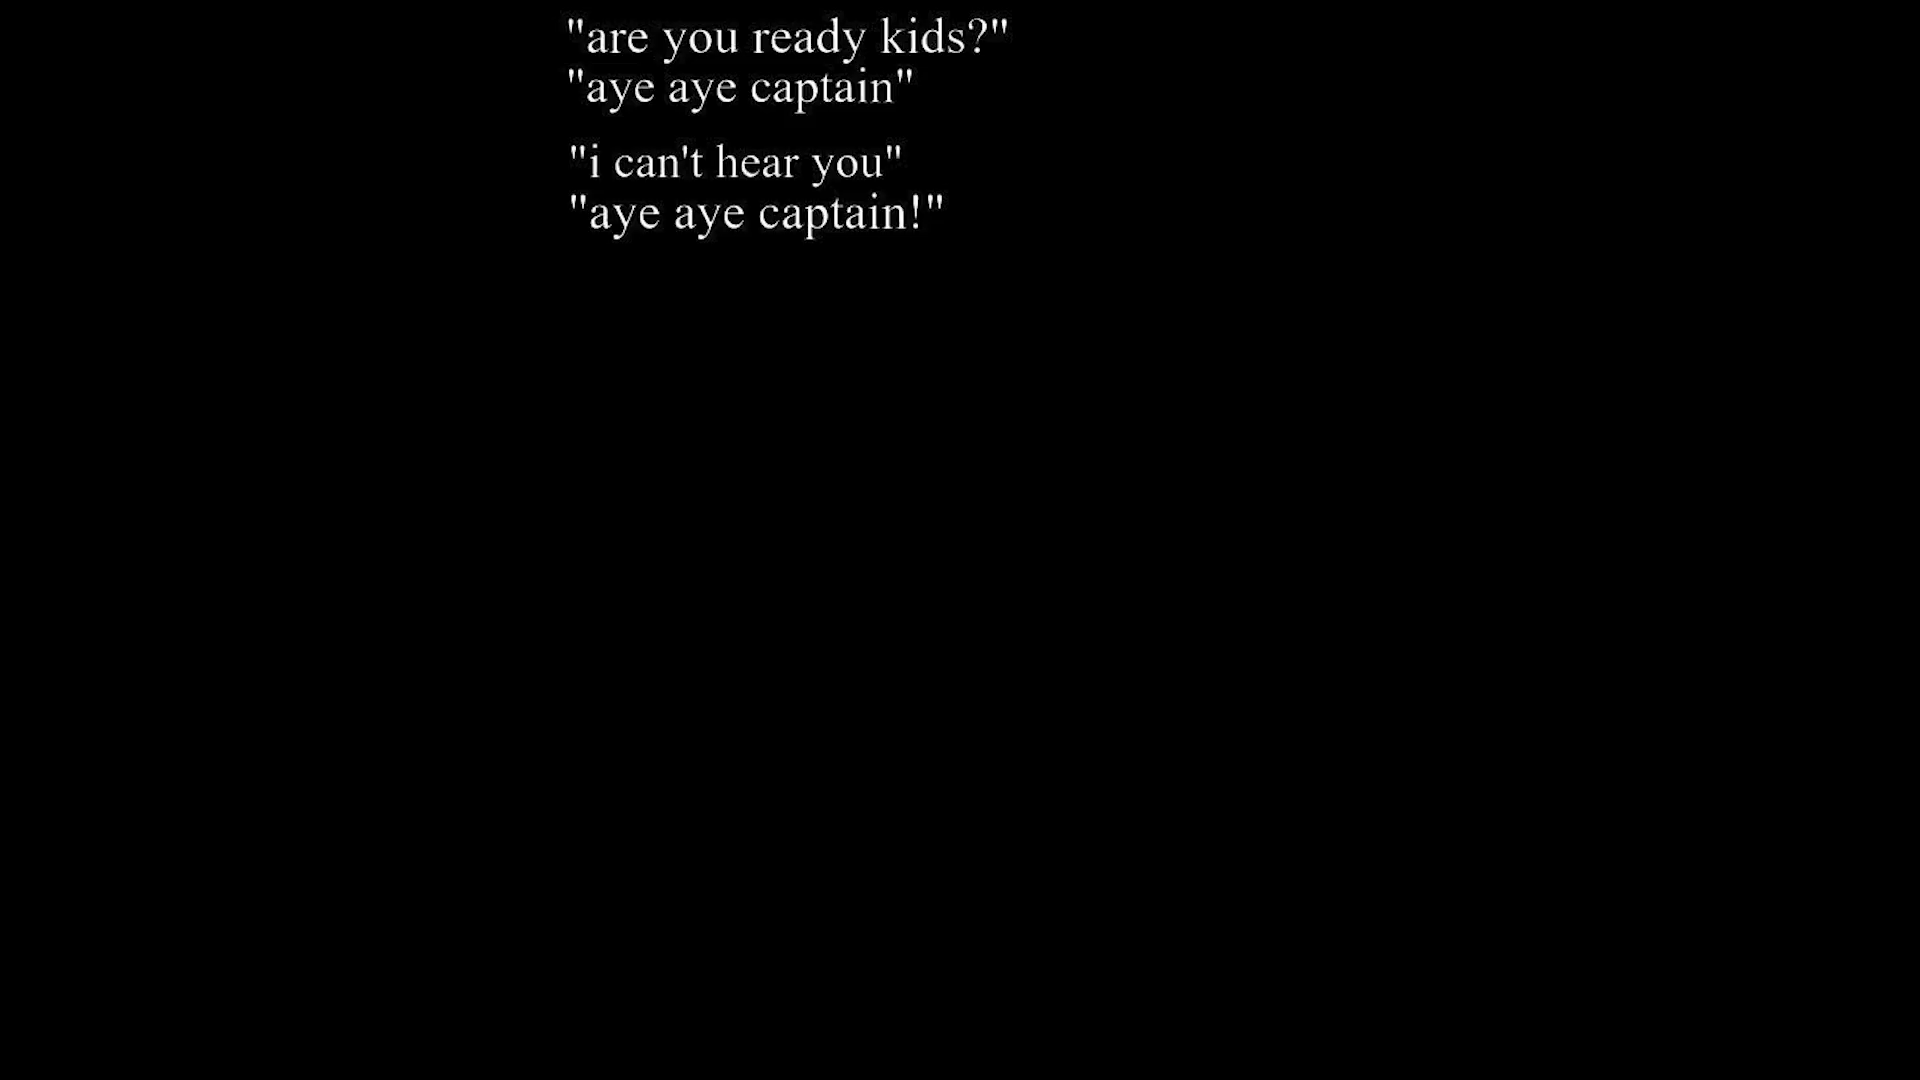 "are you ready kids?"
"aye aye captain"
"i can't hear you"
"aye aye captain!"